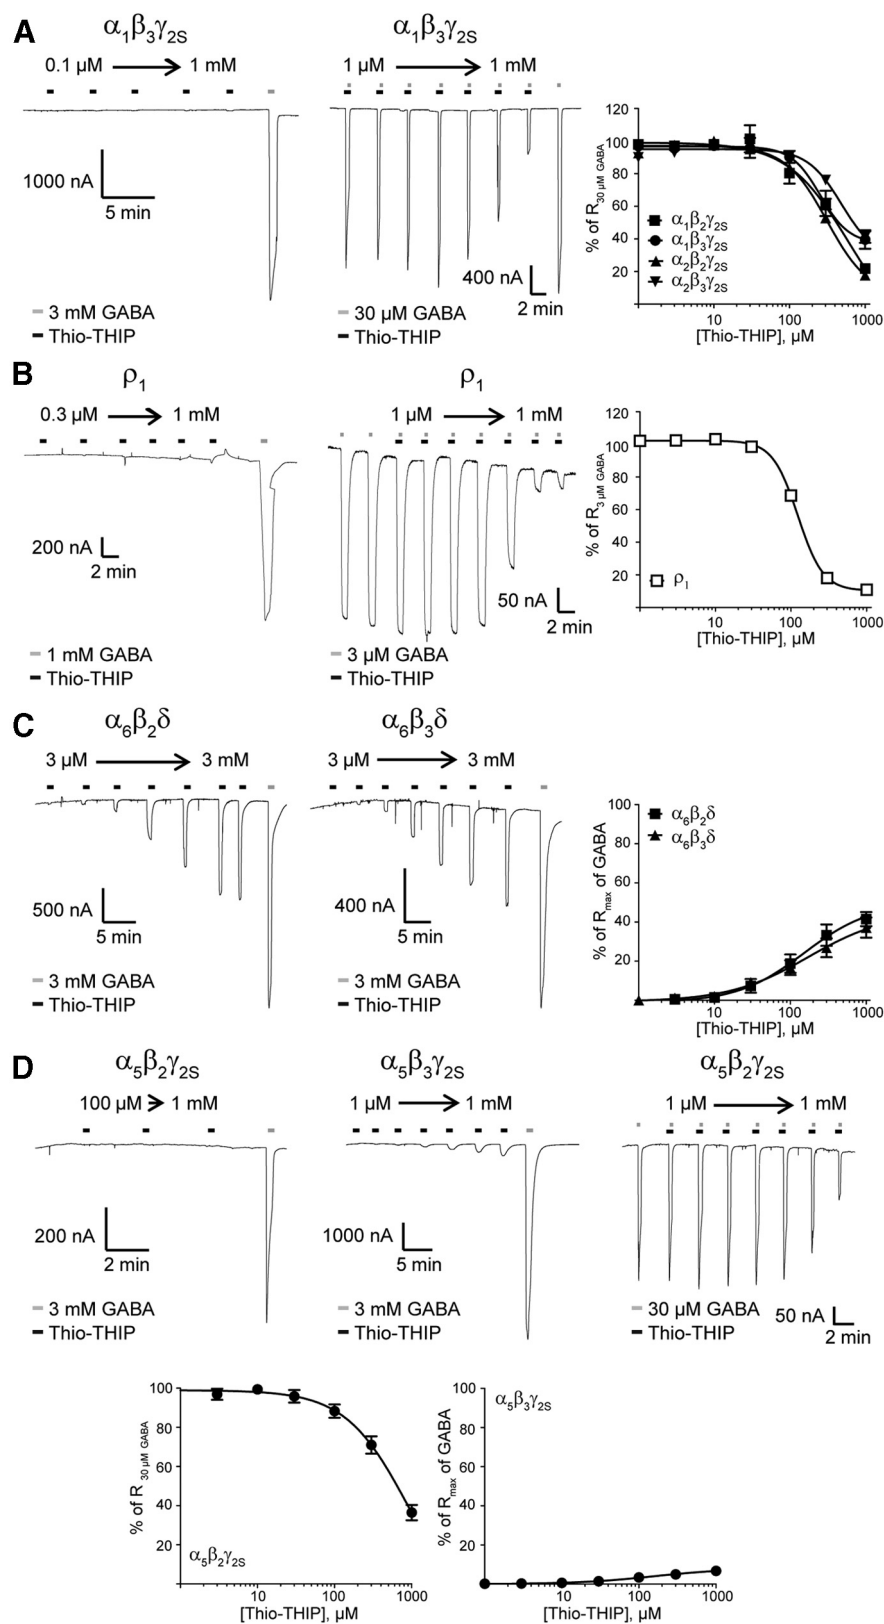 A
α1β3γ2S
α1β3γ2S
0.1 µM → 1 mM
1 µM → 1 mM
1000 nA
5 min
400 nA
2 min
3 mM GABA
Thio-THIP
30 µM GABA
Thio-THIP
% of R30 µM GABA
120
100
80
60
40
20
α1β2γ2S
α1β3γ2S
α2β2γ2S
α2β3γ2S
10 100 1000
[Thio-THIP], µM
B
ρ1
ρ1
0.3 µM → 1 mM
1 µM → 1 mM
200 nA
2 min
50 nA
2 min
1 mM GABA
Thio-THIP
3 µM GABA
Thio-THIP
% of R3 µM GABA
120
100
80
60
40
20
ρ1
10 100 1000
[Thio-THIP], µM
C
α6β2δ
α6β3δ
3 µM → 3 mM
3 µM → 3 mM
500 nA
5 min
400 nA
5 min
3 mM GABA
Thio-THIP
3 mM GABA
Thio-THIP
% of Rmax of GABA
100
80
60
40
20
α6β2δ
α6β3δ
10 100 1000
[Thio-THIP], µM
D
α5β2γ2S
α5β3γ2S
α5β2γ2S
100 µM → 1 mM
1 µM → 1 mM
1 µM → 1 mM
200 nA
2 min
1000 nA
5 min
3 mM GABA
Thio-THIP
3 mM GABA
Thio-THIP
30 µM GABA
Thio-THIP
50 nA
2 min
% of R 30 µM GABA
100
80
60
40
20
α5β2γ2S
10 100 1000
[Thio-THIP], µM
% of Rmax of GABA
100
80
60
40
20
α5β3γ2S
10 100 1000
[Thio-THIP], µM